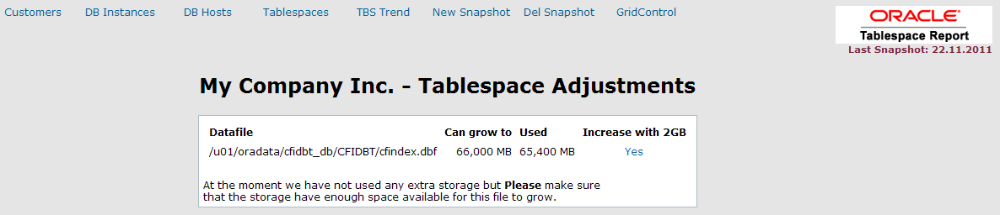 Customers DB Instances DB Hosts Tablespaces TBS Trend New Snapshot Del Snapshot GridControl
ORACLE
Tablespace Report
Last Snapshot: 22.11.2011
My Company Inc. - Tablespace Adjustments
Datafile Can grow to Used Increase with 2GB
/u01/oradata/cfidbt_db/CFIDBT/cfindex.dbf 66,000 MB 65,400 MB Yes
At the moment we have not used any extra storage but Please make sure
that the storage have enough space available for this file to grow.